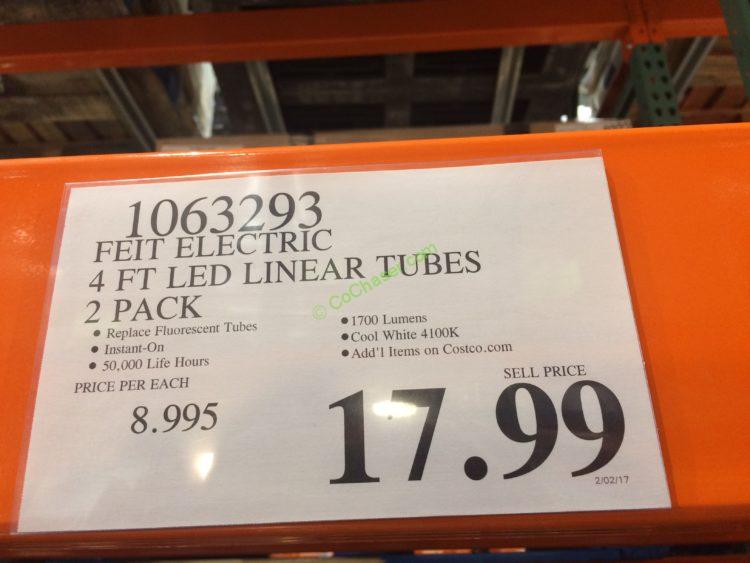 1063293
FEIT ELECTRIC
4 FT LED LINEAR TUBES
2 PACK
• Replace Fluorescent Tubes
• Instant-On
• 50,000 Life Hours
• 1700 Lumens
• Cool White 4100K
• Add'l Items on Costco.com
PRICE PER EACH
8.995
SELL PRICE
17.99
2/02/17
© CoChaser.com